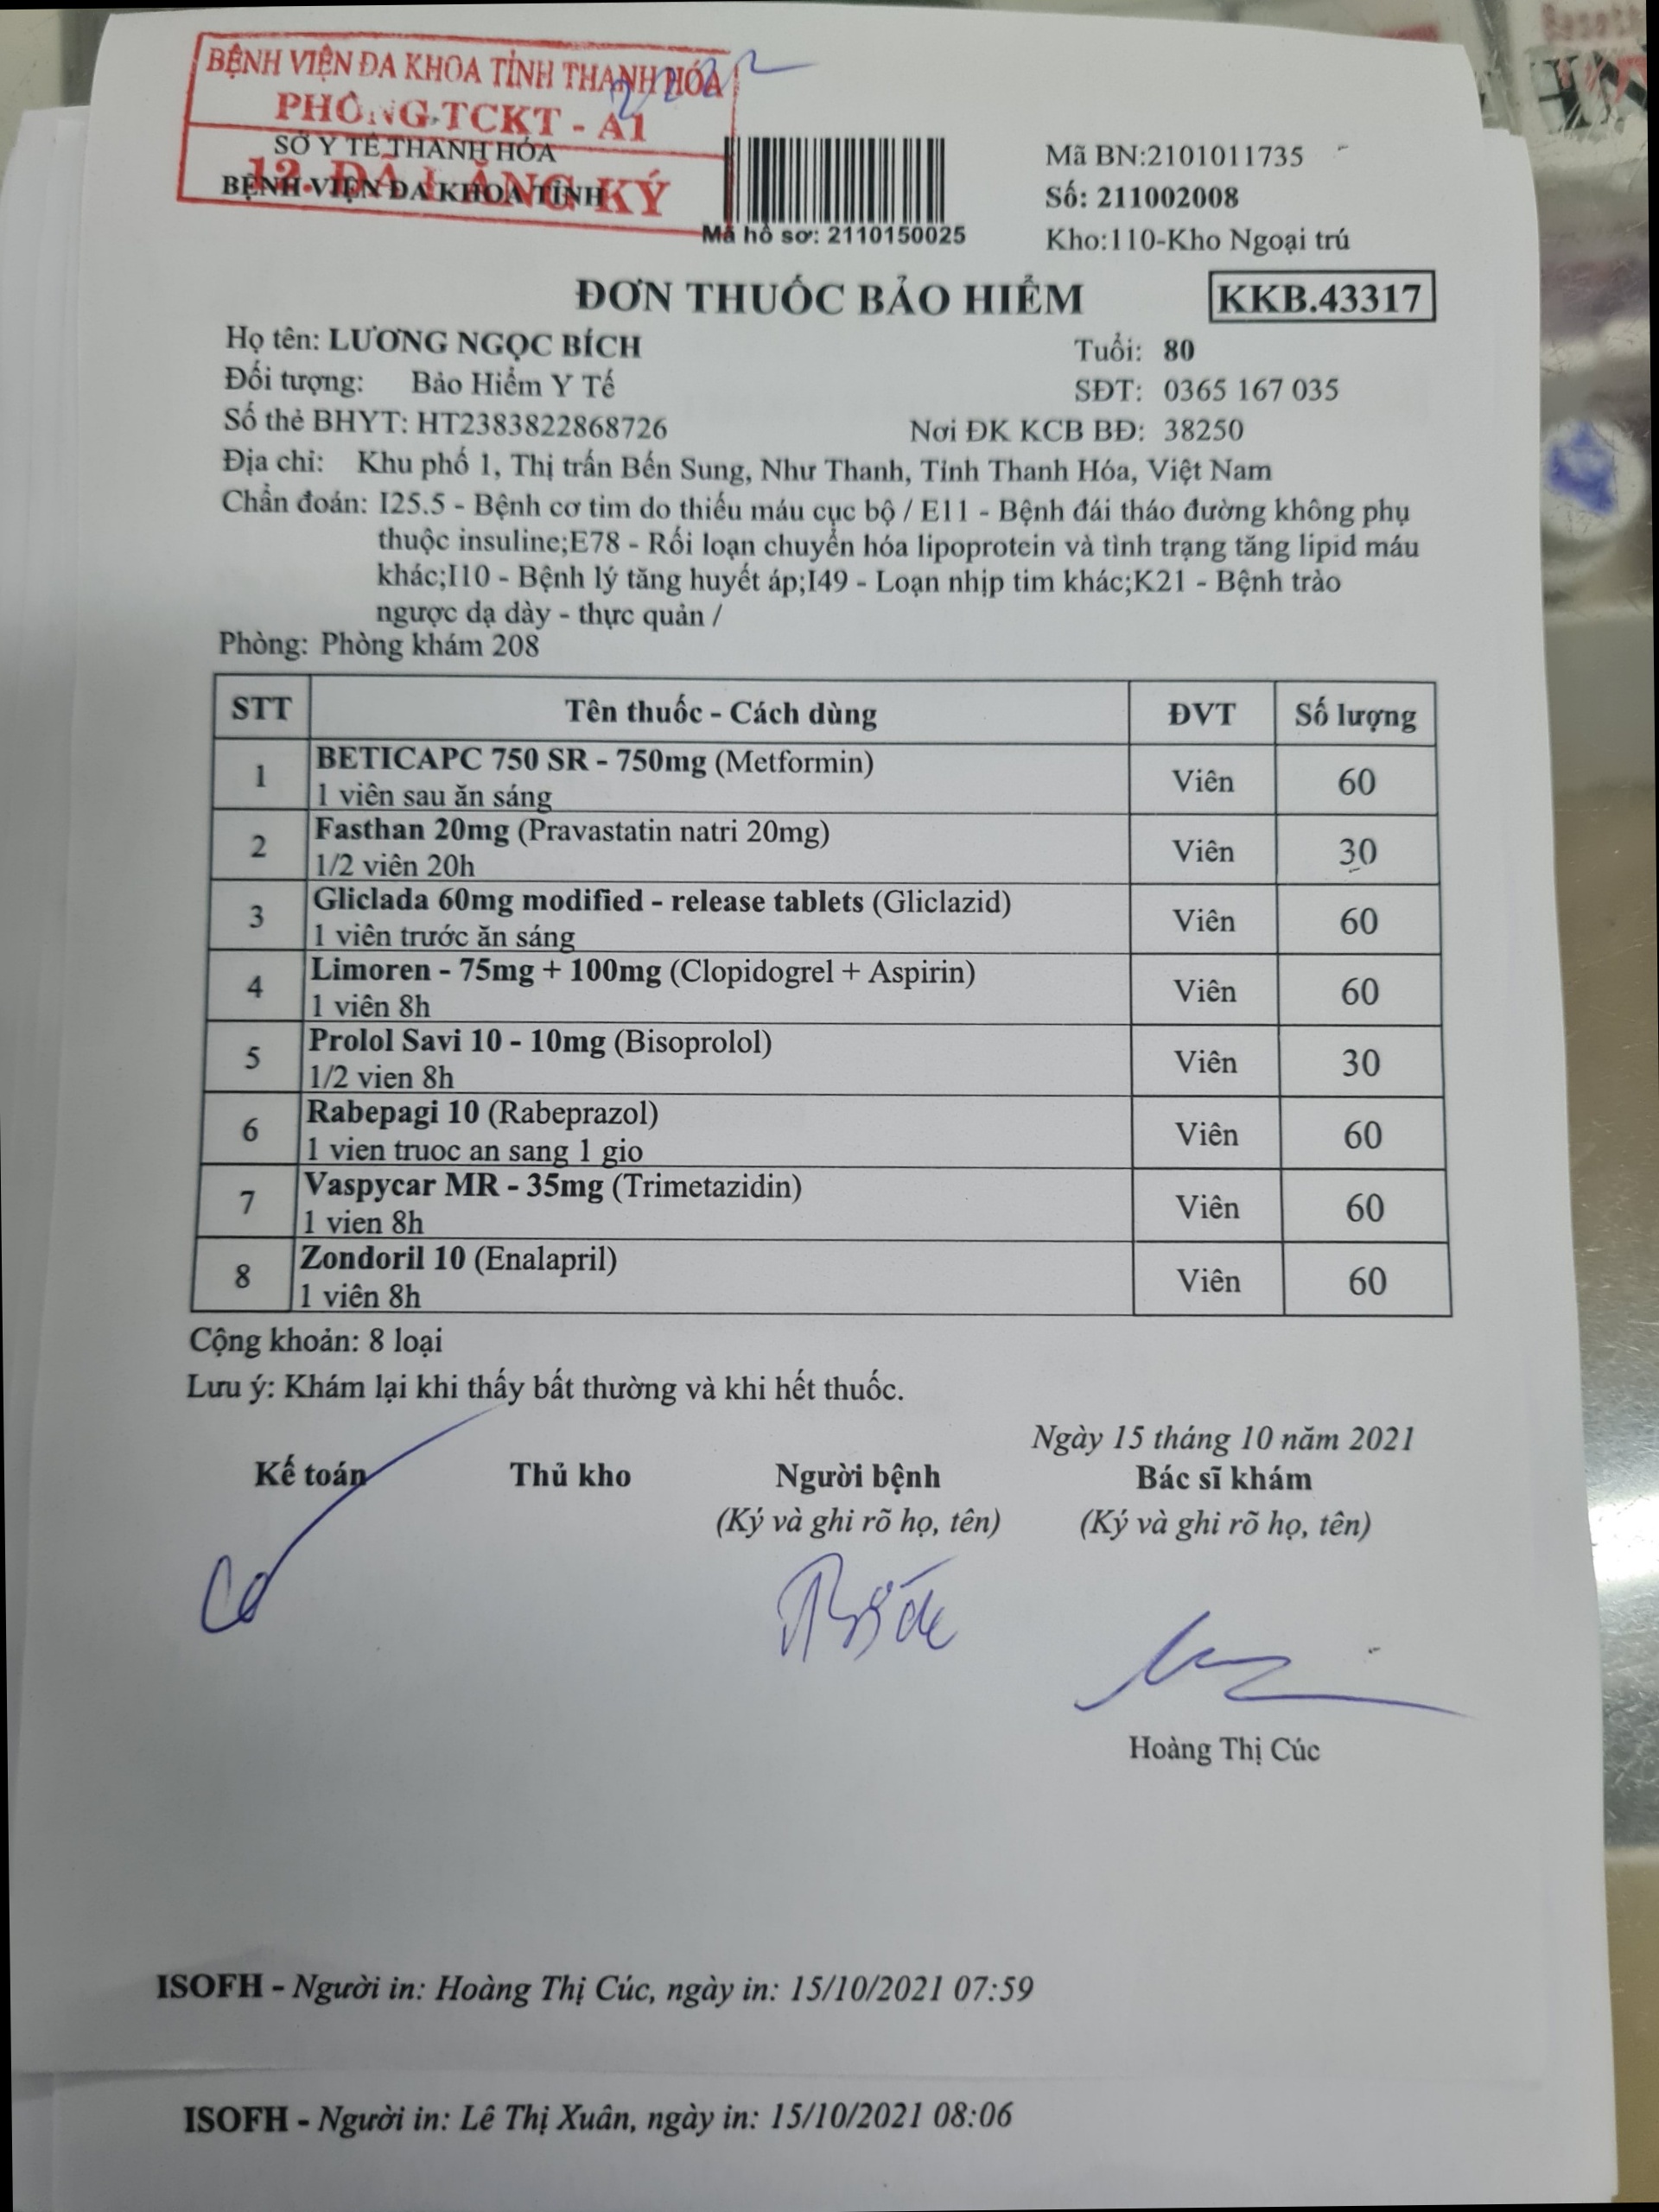 BỆNH VIỆN ĐA KHOA TỈNH THANH HÓA
PHÒNG TCKT - A1
SỞ Y TẾ THANH HÓA
BỆNH VIỆN ĐA KHOA TỈNH
12. ĐÃ ĐĂNG KÝ
Mã hồ sơ: 2110150025
Mã BN:2101011735
Số: 211002008
Kho:110-Kho Ngoại trú
ĐƠN THUỐC BẢO HIỂM
KKB.43317
Họ tên: LƯƠNG NGỌC BÍCH Tuổi: 80
Đối tượng: Bảo Hiểm Y Tế SĐT: 0365 167 035
Số thẻ BHYT: HT2383822868726 Nơi ĐK KCB BĐ: 38250
Địa chỉ: Khu phố 1, Thị trấn Bến Sung, Như Thanh, Tỉnh Thanh Hóa, Việt Nam
Chẩn đoán: I25.5 - Bệnh cơ tim do thiếu máu cục bộ / E11 - Bệnh đái tháo đường không phụ
thuộc insuline;E78 - Rối loạn chuyển hóa lipoprotein và tình trạng tăng lipid máu
khác;I10 - Bệnh lý tăng huyết áp;I49 - Loạn nhịp tim khác;K21 - Bệnh trào
ngược dạ dày - thực quản /
Phòng: Phòng khám 208
STT Tên thuốc - Cách dùng ĐVT Số lượng
1 BETICAPC 750 SR - 750mg (Metformin) Viên 60
1 viên sau ăn sáng
2 Fasthan 20mg (Pravastatin natri 20mg) Viên 30
1/2 viên 20h
3 Gliclada 60mg modified - release tablets (Gliclazid) Viên 60
1 viên trước ăn sáng
4 Limoren - 75mg + 100mg (Clopidogrel + Aspirin) Viên 60
1 viên 8h
5 Prolol Savi 10 - 10mg (Bisoprolol) Viên 30
1/2 vien 8h
6 Rabepagi 10 (Rabeprazol) Viên 60
1 vien truoc an sang 1 gio
7 Vaspycar MR - 35mg (Trimetazidin) Viên 60
1 vien 8h
8 Zondoril 10 (Enalapril) Viên 60
1 viên 8h
Cộng khoản: 8 loại
Lưu ý: Khám lại khi thấy bất thường và khi hết thuốc.
Ngày 15 tháng 10 năm 2021
Kế toán Thủ kho Người bệnh Bác sĩ khám
(Ký và ghi rõ họ, tên) (Ký và ghi rõ họ, tên)
Hoàng Thị Cúc
ISOFH - Người in: Hoàng Thị Cúc, ngày in: 15/10/2021 07:59
ISOFH - Người in: Lê Thị Xuân, ngày in: 15/10/2021 08:06